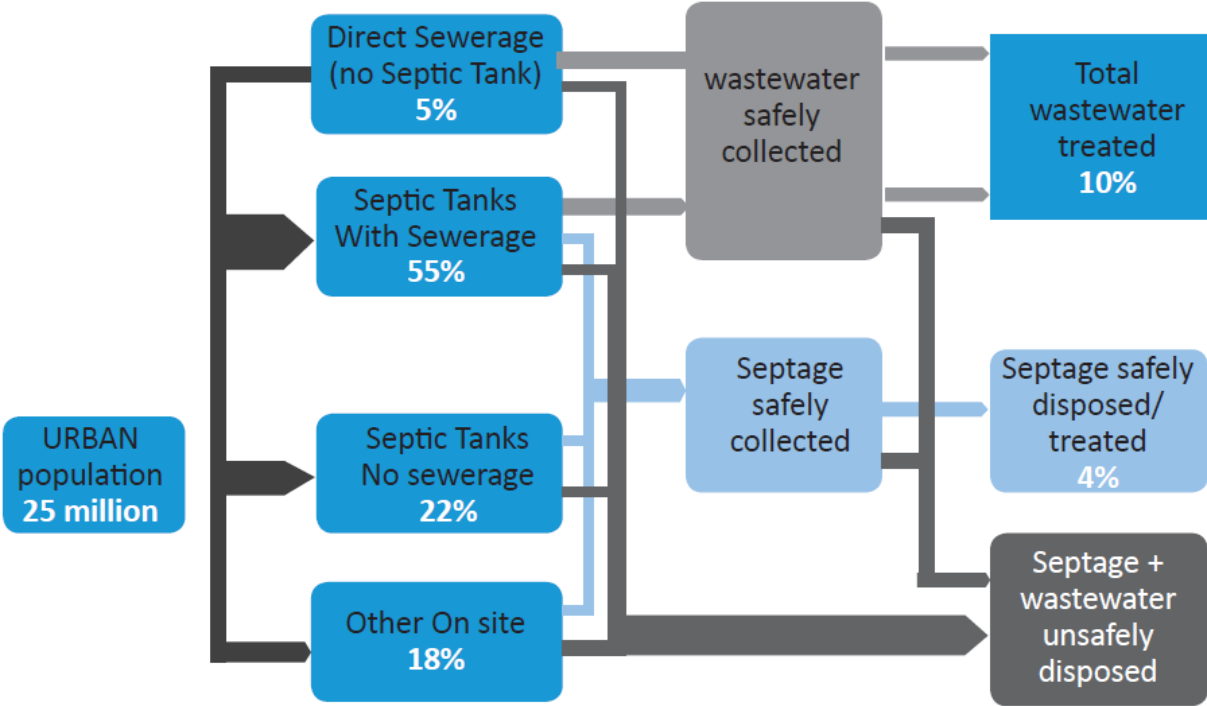 Direct Sewerage
(no Septic Tank)
5%
Septic Tanks
With Sewerage
55%
URBAN
population
25 million
Septic Tanks
No sewerage
22%
Other On site
18%
wastewater
safely
collected
Septage
safely
collected
Total
wastewater
treated
10%
Septage safely
disposed/
treated
4%
Septage +
wastewater
unsafely
disposed